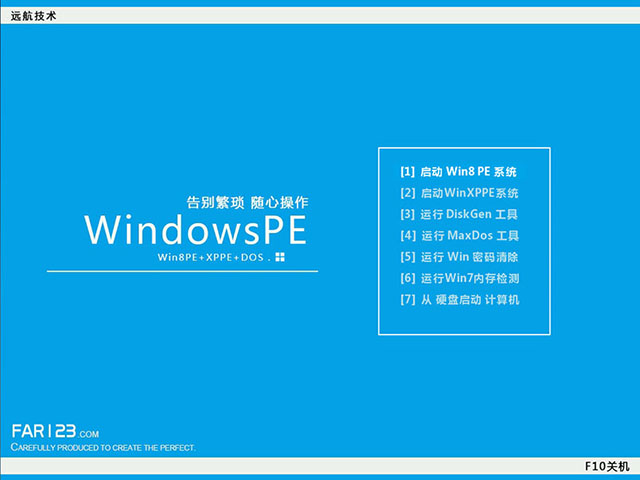 远航技术
告别繁琐 随心操作
WindowsPE
Win8PE+XPPE+DOS .
[1] 启动 Win8 PE 系统
[2] 启动WinXPPE系统
[3] 运行 DiskGen 工具
[4] 运行 MaxDos 工具
[5] 运行 Win 密码清除
[6] 运行Win7内存检测
[7] 从 硬盘启动 计算机
FAR123.COM
CAREFULLY PRODUCED TO CREATE THE PERFECT.
F10关机